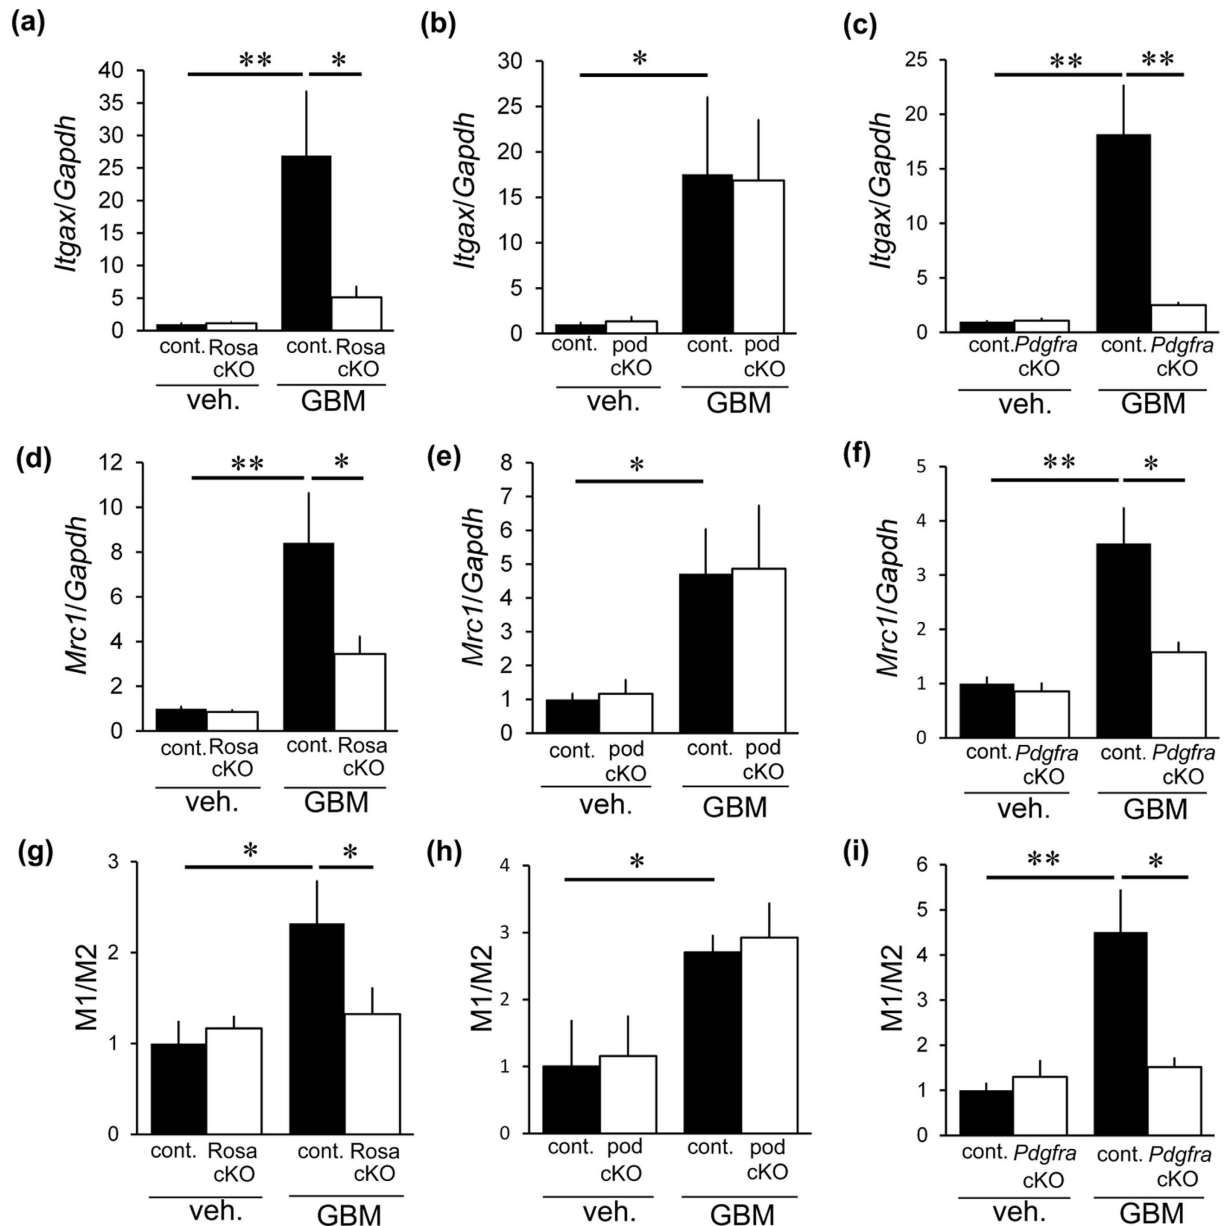 (a)
** *
Itgax/Gapdh
40
35
30
25
20
15
10
5
0
cont. Rosa cont. Rosa
cKO cKO
veh. GBM
(b)
*
Itgax/Gapdh
30
25
20
15
10
5
0
cont. pod cont. pod
cKO cKO
veh. GBM
(c)
** **
Itgax/Gapdh
25
20
15
10
5
0
cont. Pdgfra cont. Pdgfra
cKO cKO
veh. GBM
(d)
** *
Mrc1/Gapdh
12
10
8
6
4
2
0
cont. Rosa cont. Rosa
cKO cKO
veh. GBM
(e)
*
Mrc1/Gapdh
8
7
6
5
4
3
2
1
0
cont. pod cont. pod
cKO cKO
veh. GBM
(f)
** *
Mrc1/Gapdh
5
4
3
2
1
0
cont. Pdgfra cont. Pdgfra
cKO cKO
veh. GBM
(g)
* *
M1/M2
3
2
1
0
cont. Rosa cont. Rosa
cKO cKO
veh. GBM
(h)
*
M1/M2
4
3
2
1
0
cont. pod cont. pod
cKO cKO
veh. GBM
(i)
** *
M1/M2
6
5
4
3
2
1
0
cont. Pdgfra cont. Pdgfra
cKO cKO
veh. GBM